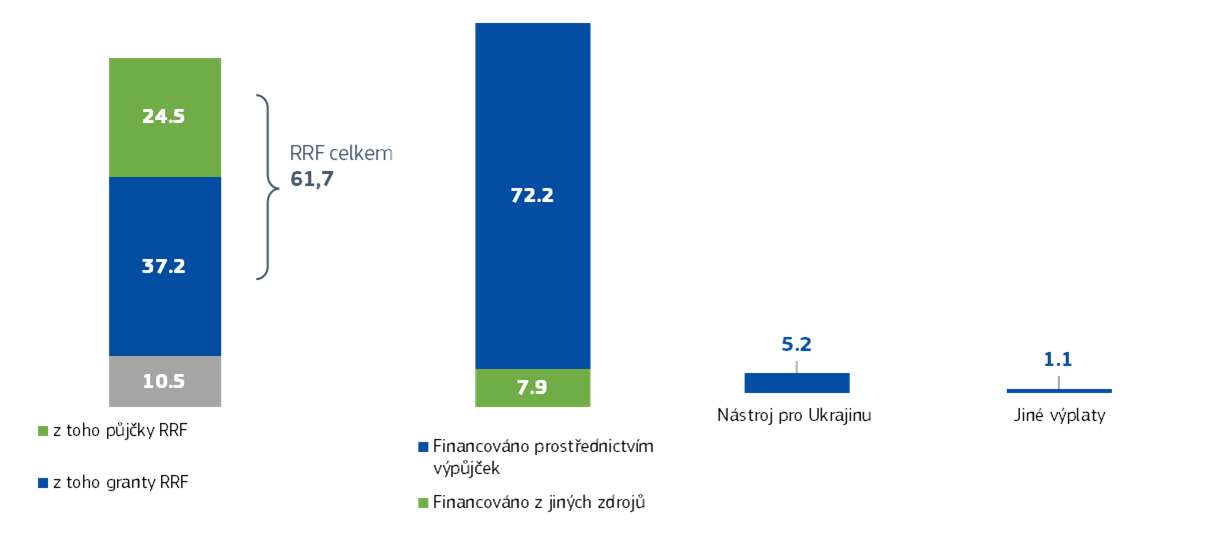 24.5
37.2
10.5
RRF celkem
61,7
z toho půjčky RRF
z toho granty RRF
72.2
7.9
Financováno prostřednictvím
výpůjček
Financováno z jiných zdrojů
5.2
Nástroj pro Ukrajinu
1.1
Jiné výplaty